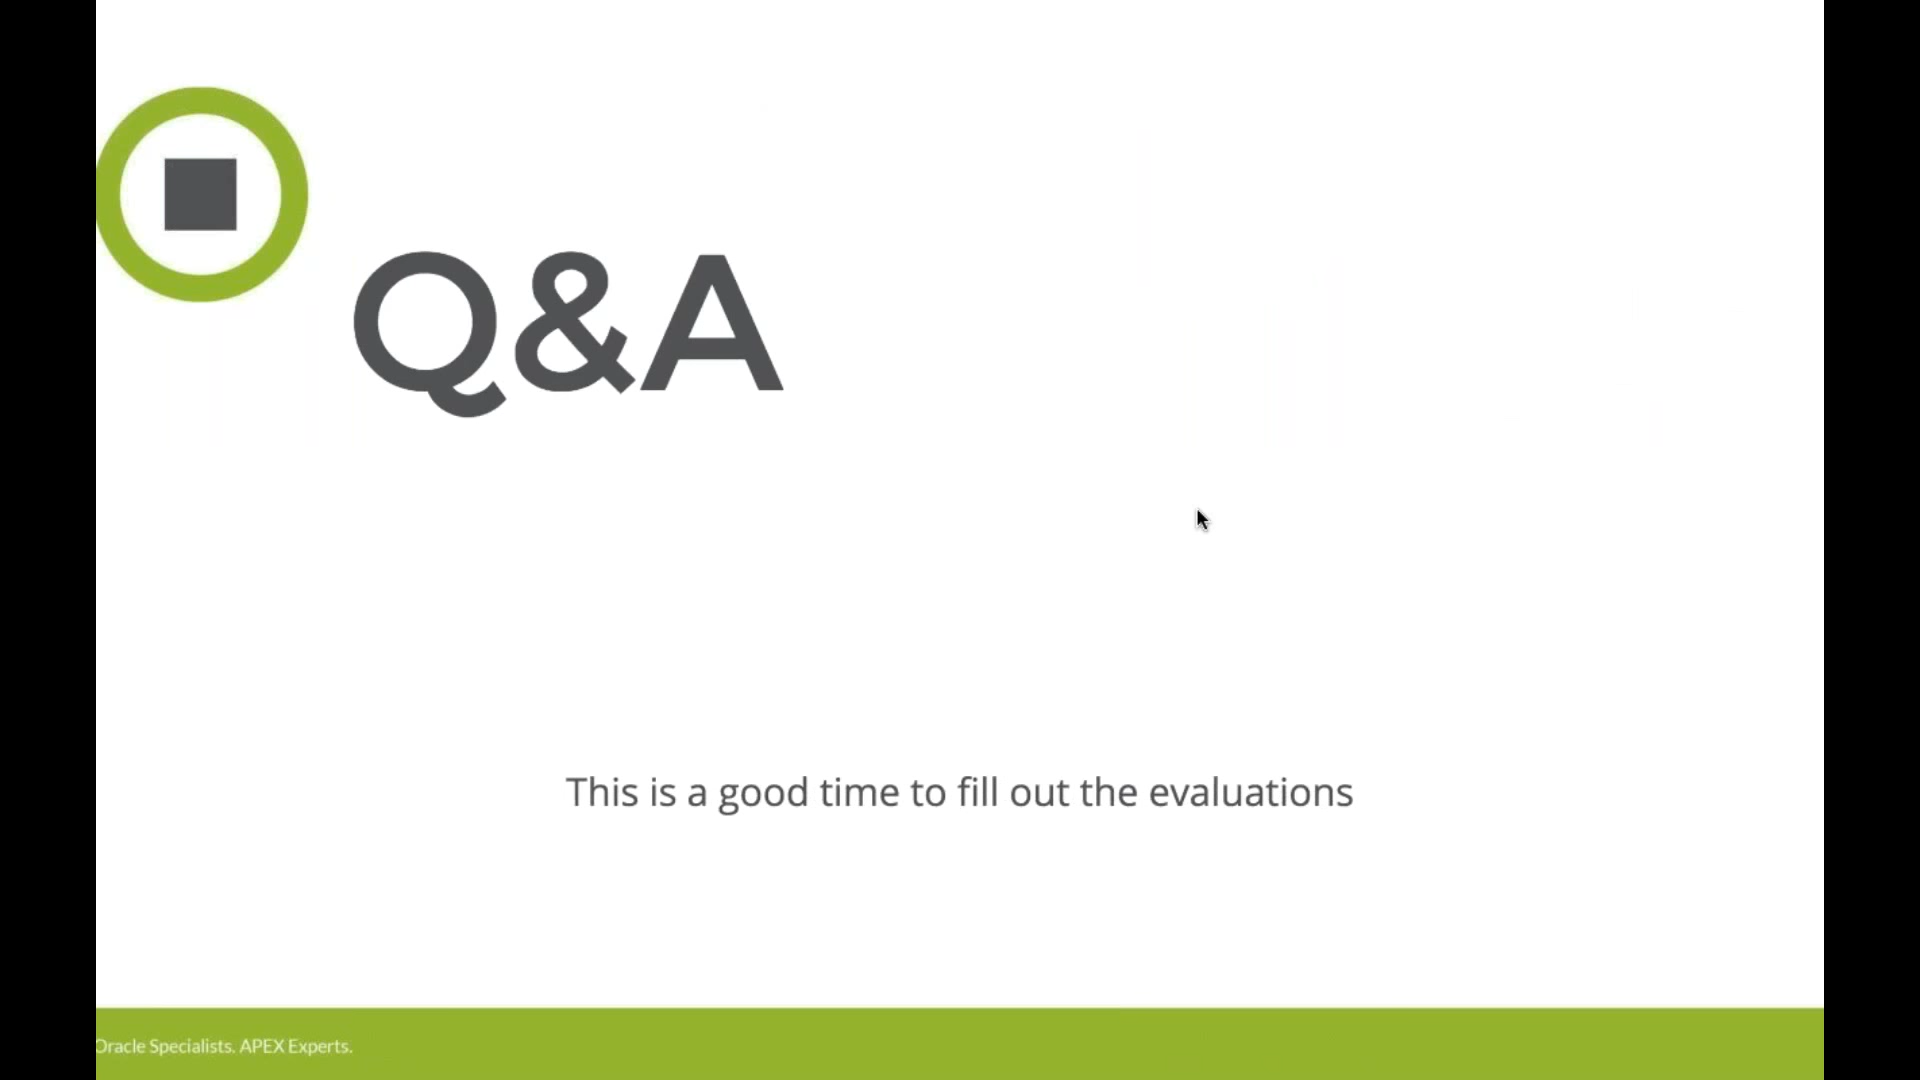 Q&A
This is a good time to fill out the evaluations
Oracle Specialists. APEX Experts.